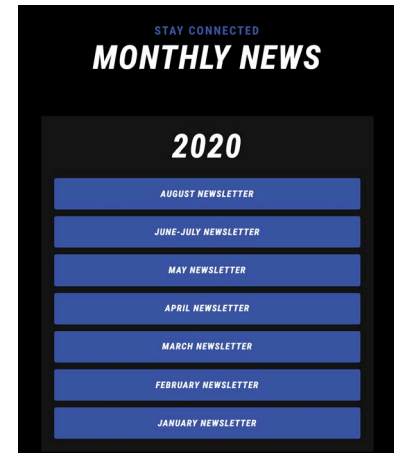 STAY CONNECTED
MONTHLY NEWS
2020
AUGUST NEWSLETTER
JUNE-JULY NEWSLETTER
MAY NEWSLETTER
APRIL NEWSLETTER
MARCH NEWSLETTER
FEBRUARY NEWSLETTER
JANUARY NEWSLETTER